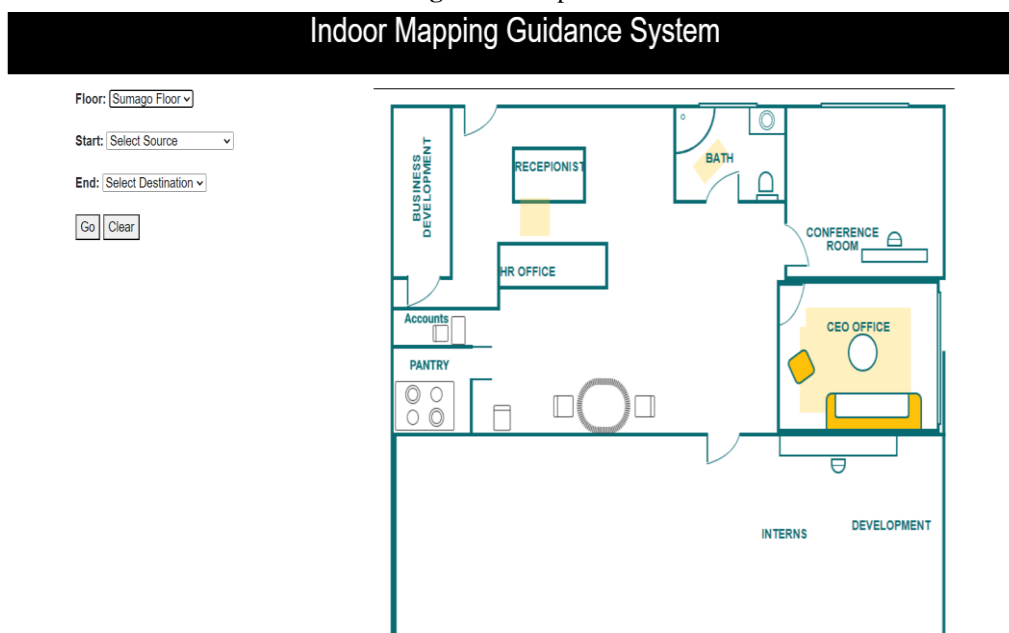 Indoor Mapping Guidance System
Floor: Sumago Floor
Start: Select Source
End: Select Destination
Go Clear
BUSINESS
DEVELOPMENT
RECEPIONIST
BATH
CONFERENCE
ROOM
HR OFFICE
Accounts
CEO OFFICE
PANTRY
INTERNS
DEVELOPMENT